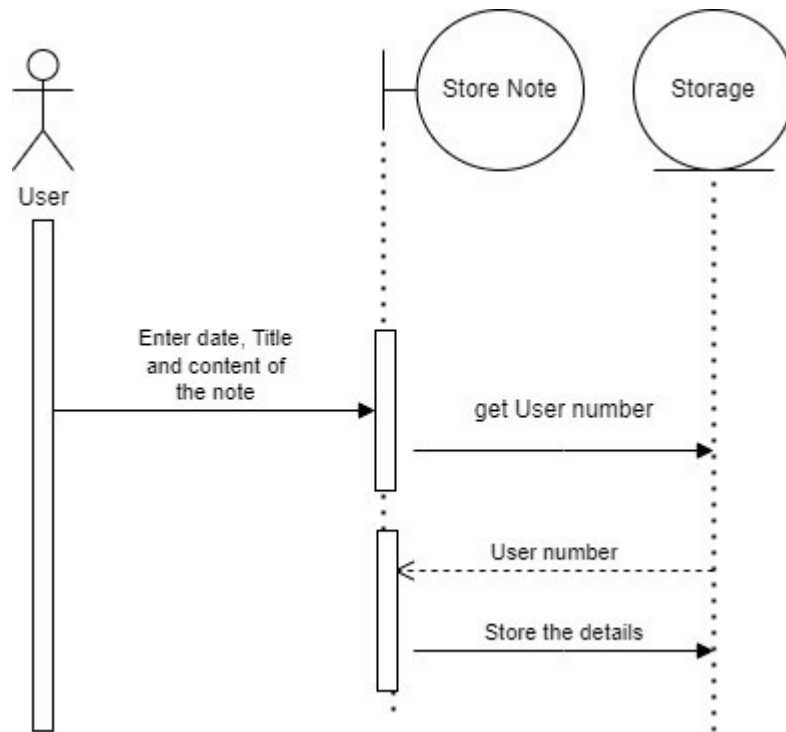 Store Note
Storage
User
Enter date, Title
and content of
the note
get User number
User number
Store the details